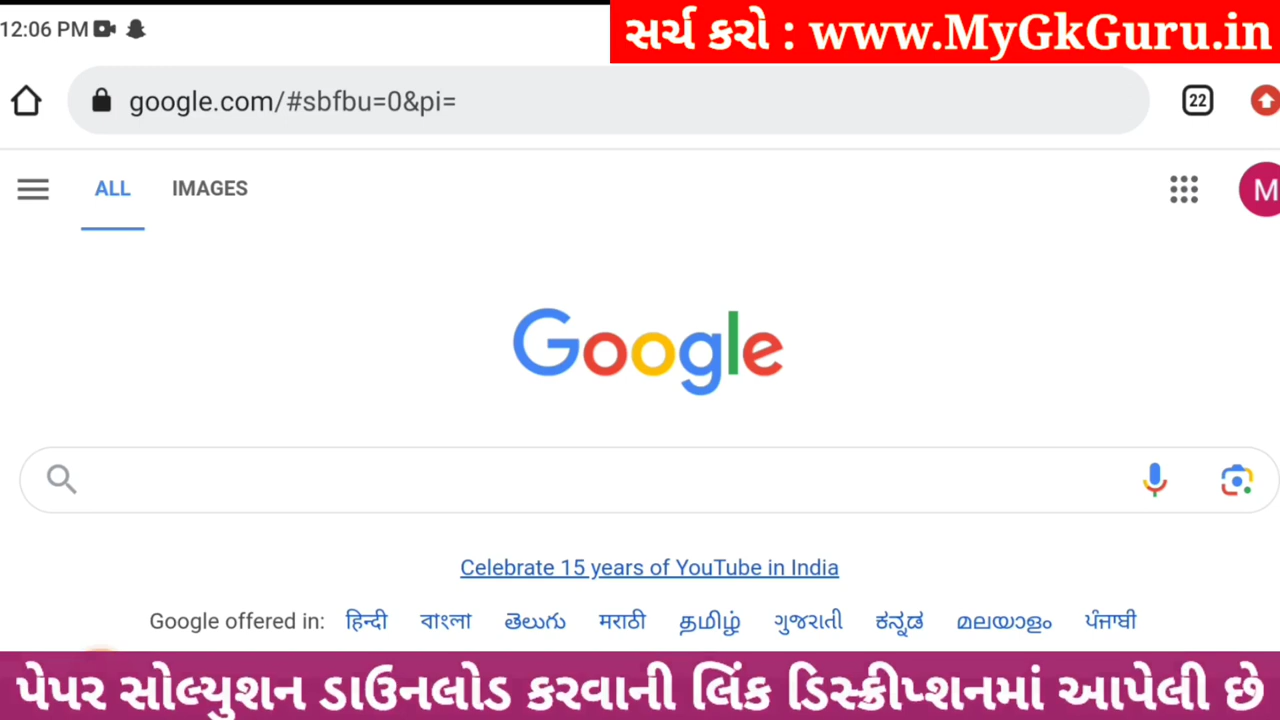 12:06 PM
સર્ચ કરો : www.MyGkGuru.in
google.com/#sbfbu=0&pi=
22
ALL IMAGES
M
Google
Celebrate 15 years of YouTube in India
Google offered in: हिन्दी বাংলা తెలుగు मराठी தமிழ் ગુજરાતી ಕನ್ನಡ മലയാളം ਪੰਜਾਬੀ
પેપર સોલ્યુશન ડાઉનલોડ કરવાની લિંક ડિસ્ક્રીપ્શનમાં આપેલી છે